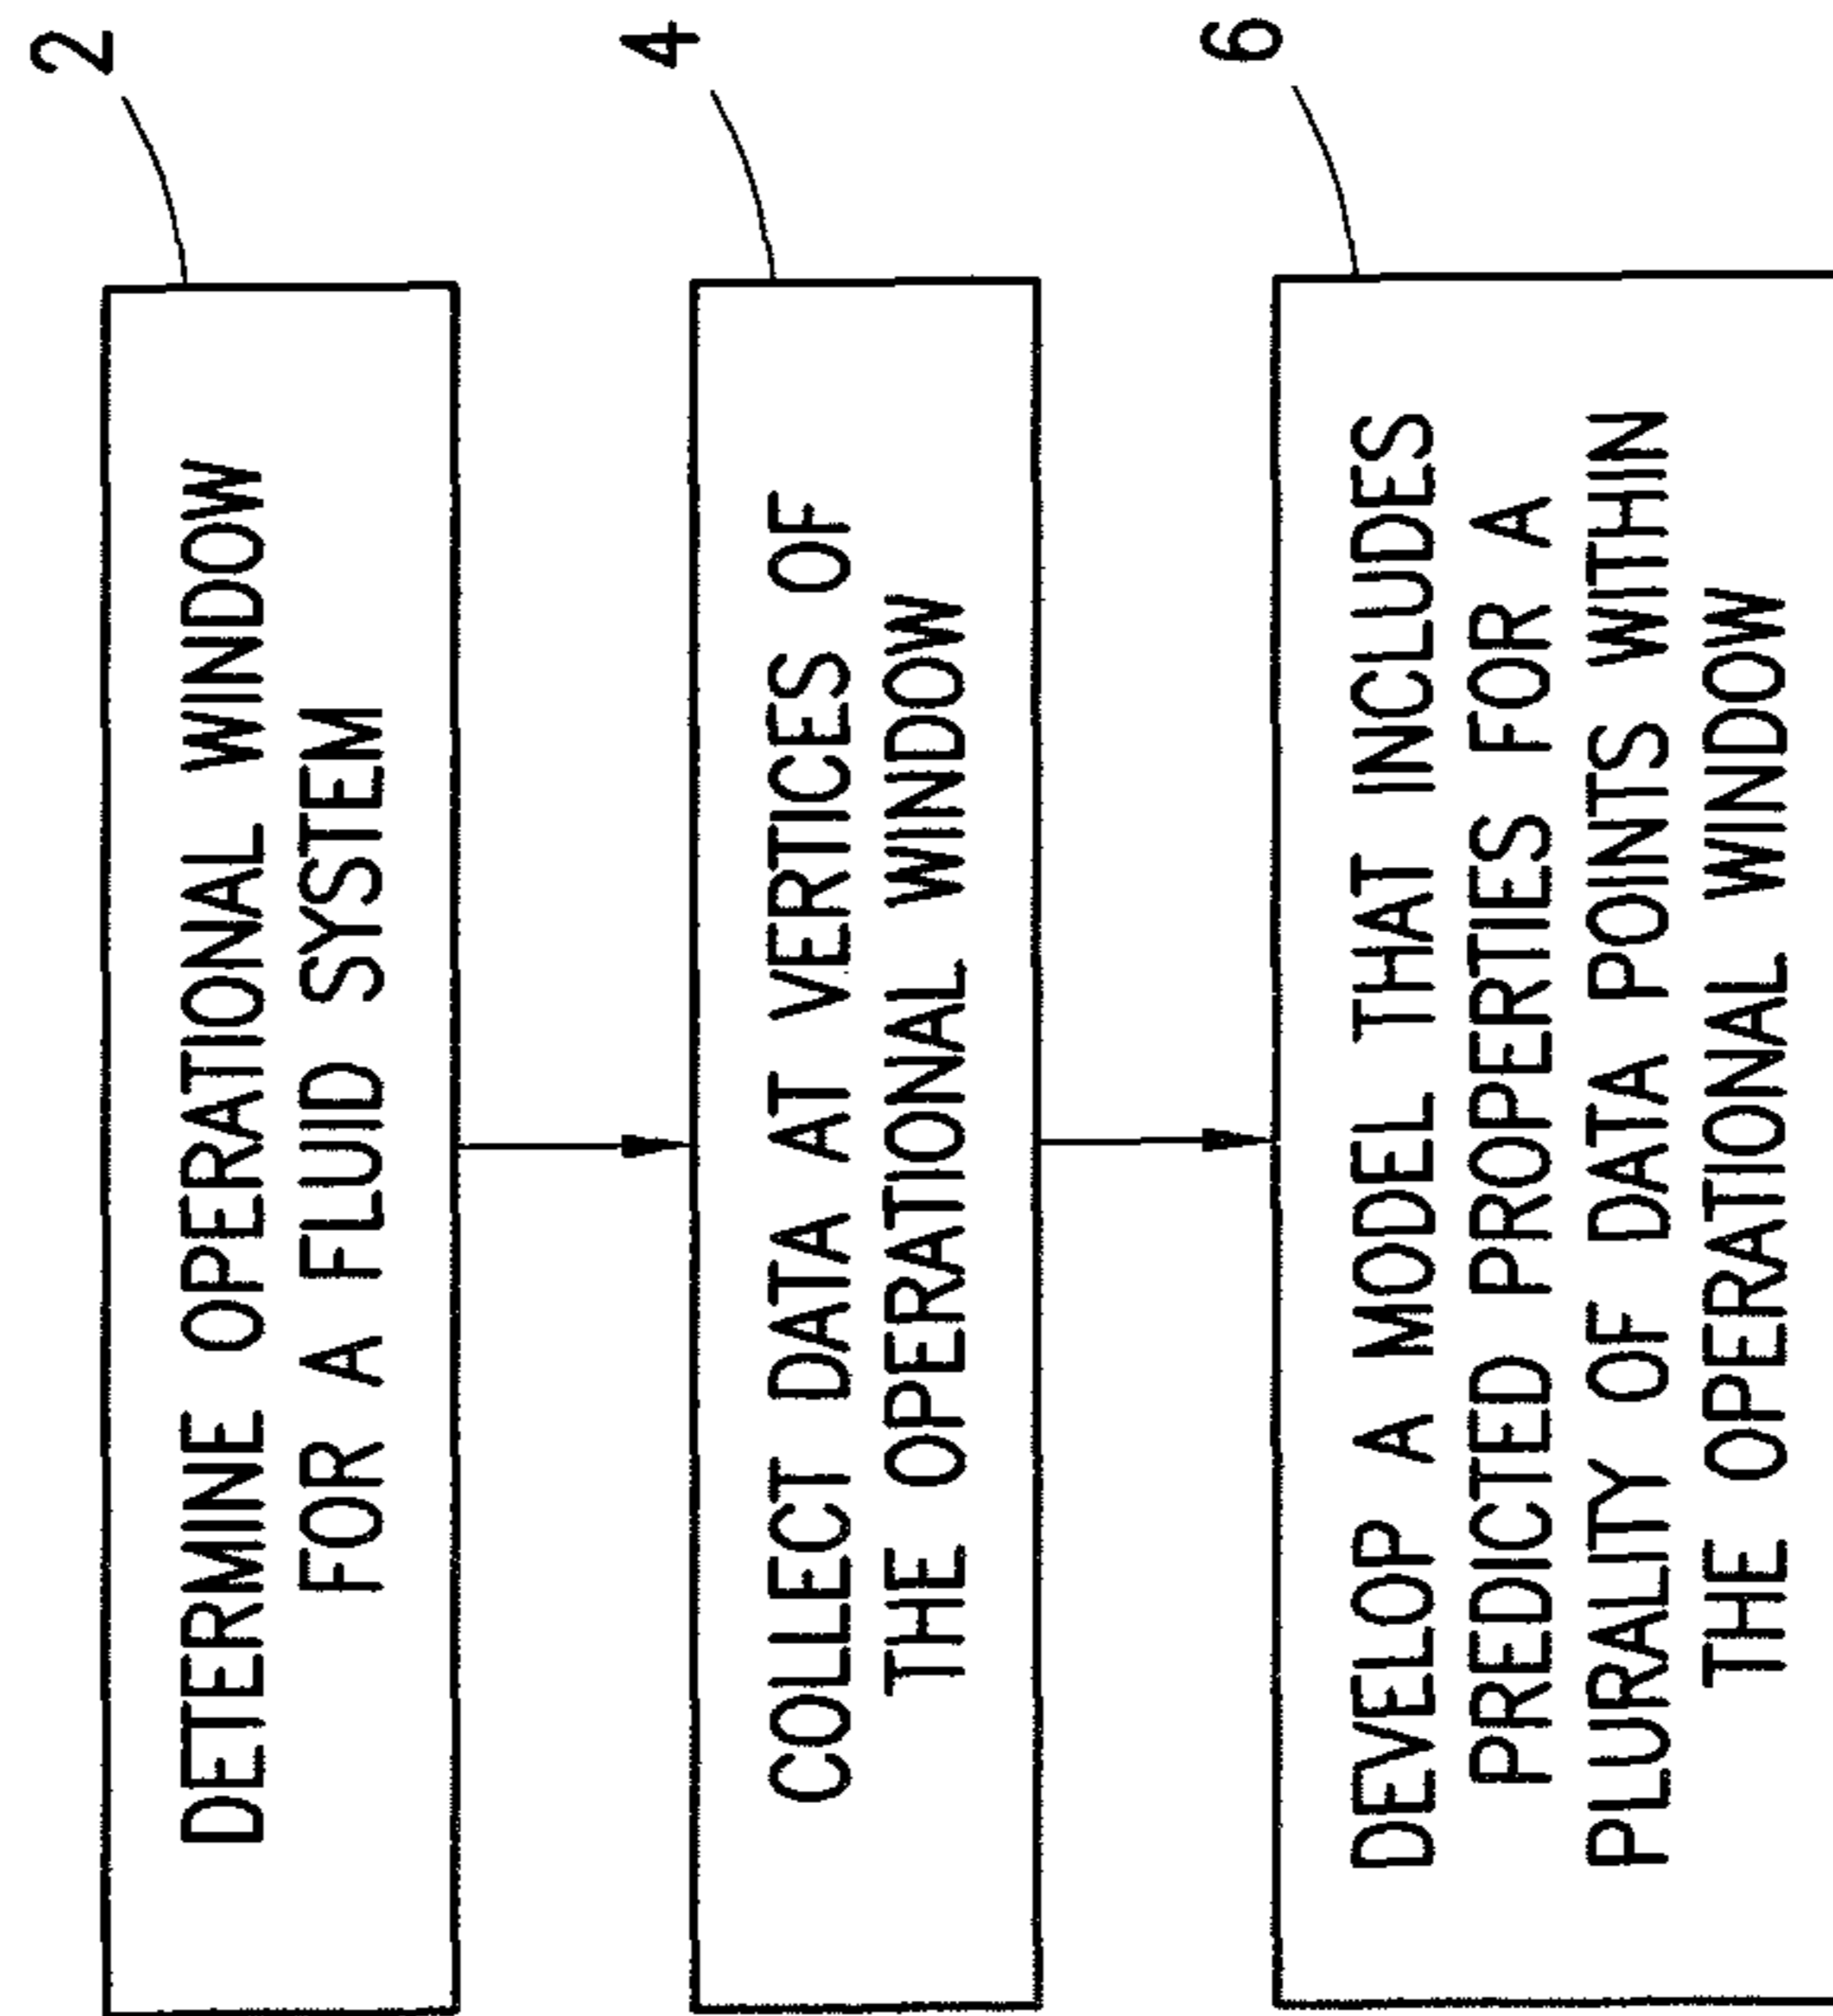 2
DETERMINE OPERATIONAL WINDOW
FOR A FLUID SYSTEM
4
COLLECT DATA AT VERTICES OF
THE OPERATIONAL WINDOW
6
DEVELOP A MODEL THAT INCLUDES
PREDICTED PROPERTIES FOR A
PLURALITY OF DATA POINTS WITHIN
THE OPERATIONAL WINDOW